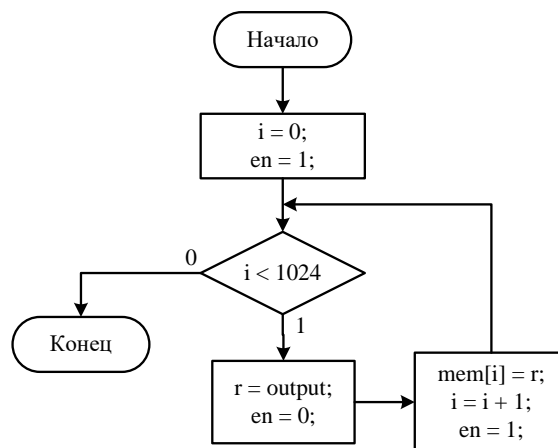 Начало
i = 0;
en = 1;
0
i < 1024
Конец
1
r = output;
en = 0;
mem[i] = r;
i = i + 1;
en = 1;